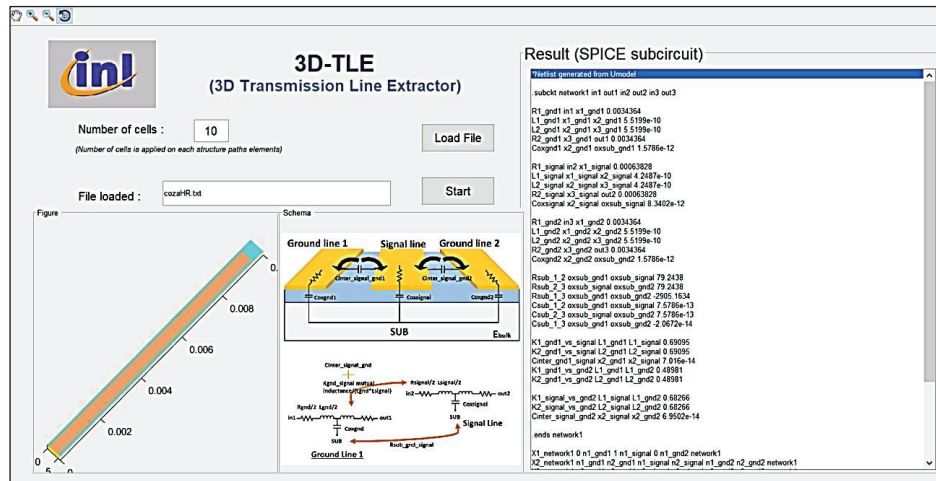 inl
3D-TLE
(3D Transmission Line Extractor)
Number of cells :
10
(Number of cells is applied on each structure paths elements)
Load File
File loaded :
cozaHR.txt
Start
Figure
0.
0.008
0.006
0.004
0.002
0
5
0
Schema
Ground line 1
Signal line
Ground line 2
Cinter_signal_gnd1
Cinter_signal_gnd2
Coxgnd1
Coxsignal
Coxgnd2
SUB
Ebulk
Cinter_signal_gnd
Kgnd_signal mutual
Rsignal/2 Lsignal/2
in2
out2
Rgnd/2 Lgnd/2
in1
out1
Coxsignal
Coxgnd
SUB
Signal Line
SUB
Rsub_gnd_signal
Ground Line 1
Result (SPICE subcircuit)
*Netlist generated from Umodel
.subckt network1 in1 out1 in2 out2 in3 out3
R1_gnd1 in1 x1_gnd1 0.0034364
L1_gnd1 x1_gnd1 x2_gnd1 5.5199e-10
L2_gnd1 x2_gnd1 x3_gnd1 5.5199e-10
R2_gnd1 x3_gnd1 out1 0.0034364
Coxgnd1 x2_gnd1 oxsub_gnd1 1.5786e-12
R1_signal in2 x1_signal 0.00063828
L1_signal x1_signal x2_signal 4.2487e-10
L2_signal x2_signal x3_signal 4.2487e-10
R2_signal x3_signal out2 0.00063828
Coxsignal x2_signal oxsub_signal 8.3402e-12
R1_gnd2 in3 x1_gnd2 0.0034364
L1_gnd2 x1_gnd2 x2_gnd2 5.5199e-10
L2_gnd2 x2_gnd2 x3_gnd2 5.5199e-10
R2_gnd2 x3_gnd2 out3 0.0034364
Coxgnd2 x2_gnd2 oxsub_gnd2 1.5786e-12
Rsub_1_2 oxsub_gnd1 oxsub_signal 79.2438
Rsub_2_3 oxsub_signal oxsub_gnd2 79.2438
Rsub_1_3 oxsub_gnd1 oxsub_gnd2 -2905.1634
Csub_1_2 oxsub_gnd1 oxsub_signal 7.5786e-13
Csub_2_3 oxsub_signal oxsub_gnd2 7.5786e-13
Csub_1_3 oxsub_gnd1 oxsub_gnd2 -2.0672e-14
K1_gnd1_vs_signal L1_gnd1 L1_signal 0.69095
K2_gnd1_vs_signal L2_gnd1 L2_signal 0.69095
Cinter_gnd1_signal x2_gnd1 x2_signal 7.016e-14
K1_gnd1_vs_gnd2 L1_gnd1 L1_gnd2 0.48981
K2_gnd1_vs_gnd2 L2_gnd1 L2_gnd2 0.48981
K1_signal_vs_gnd2 L1_signal L1_gnd2 0.68266
K2_signal_vs_gnd2 L2_signal L2_gnd2 0.68266
Cinter_signal_gnd2 x2_signal x2_gnd2 6.9502e-14
.ends network1
X1_network1 0 n1_gnd1 1 n1_signal 0 n1_gnd2 network1
X2_network1 n1_gnd1 n2_gnd1 n1_signal n2_signal n1_gnd2 n2_gnd2 network1